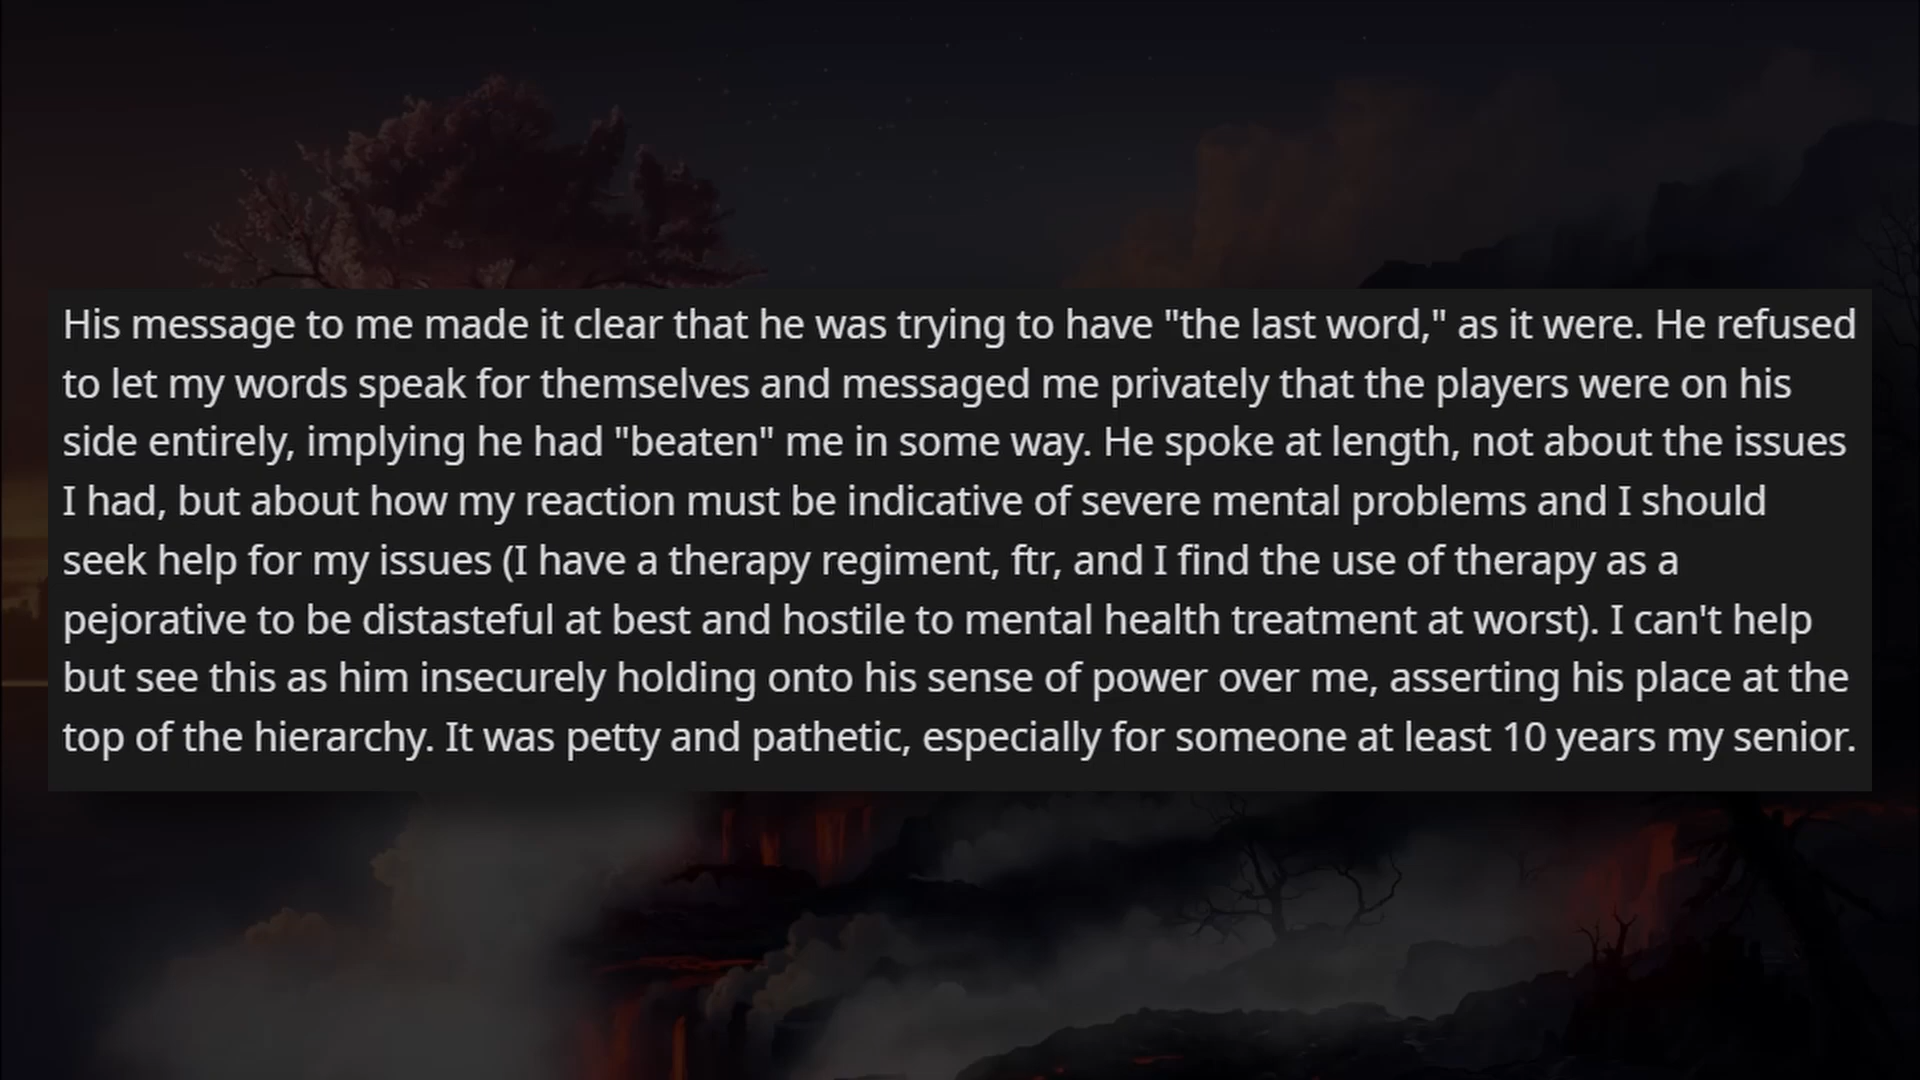 His message to me made it clear that he was trying to have "the last word," as it were. He refused
to let my words speak for themselves and messaged me privately that the players were on his
side entirely, implying he had "beaten" me in some way. He spoke at length, not about the issues
I had, but about how my reaction must be indicative of severe mental problems and I should
seek help for my issues (I have a therapy regiment, ftr, and I find the use of therapy as a
pejorative to be distasteful at best and hostile to mental health treatment at worst). I can't help
but see this as him insecurely holding onto his sense of power over me, asserting his place at the
top of the hierarchy. It was petty and pathetic, especially for someone at least 10 years my senior.